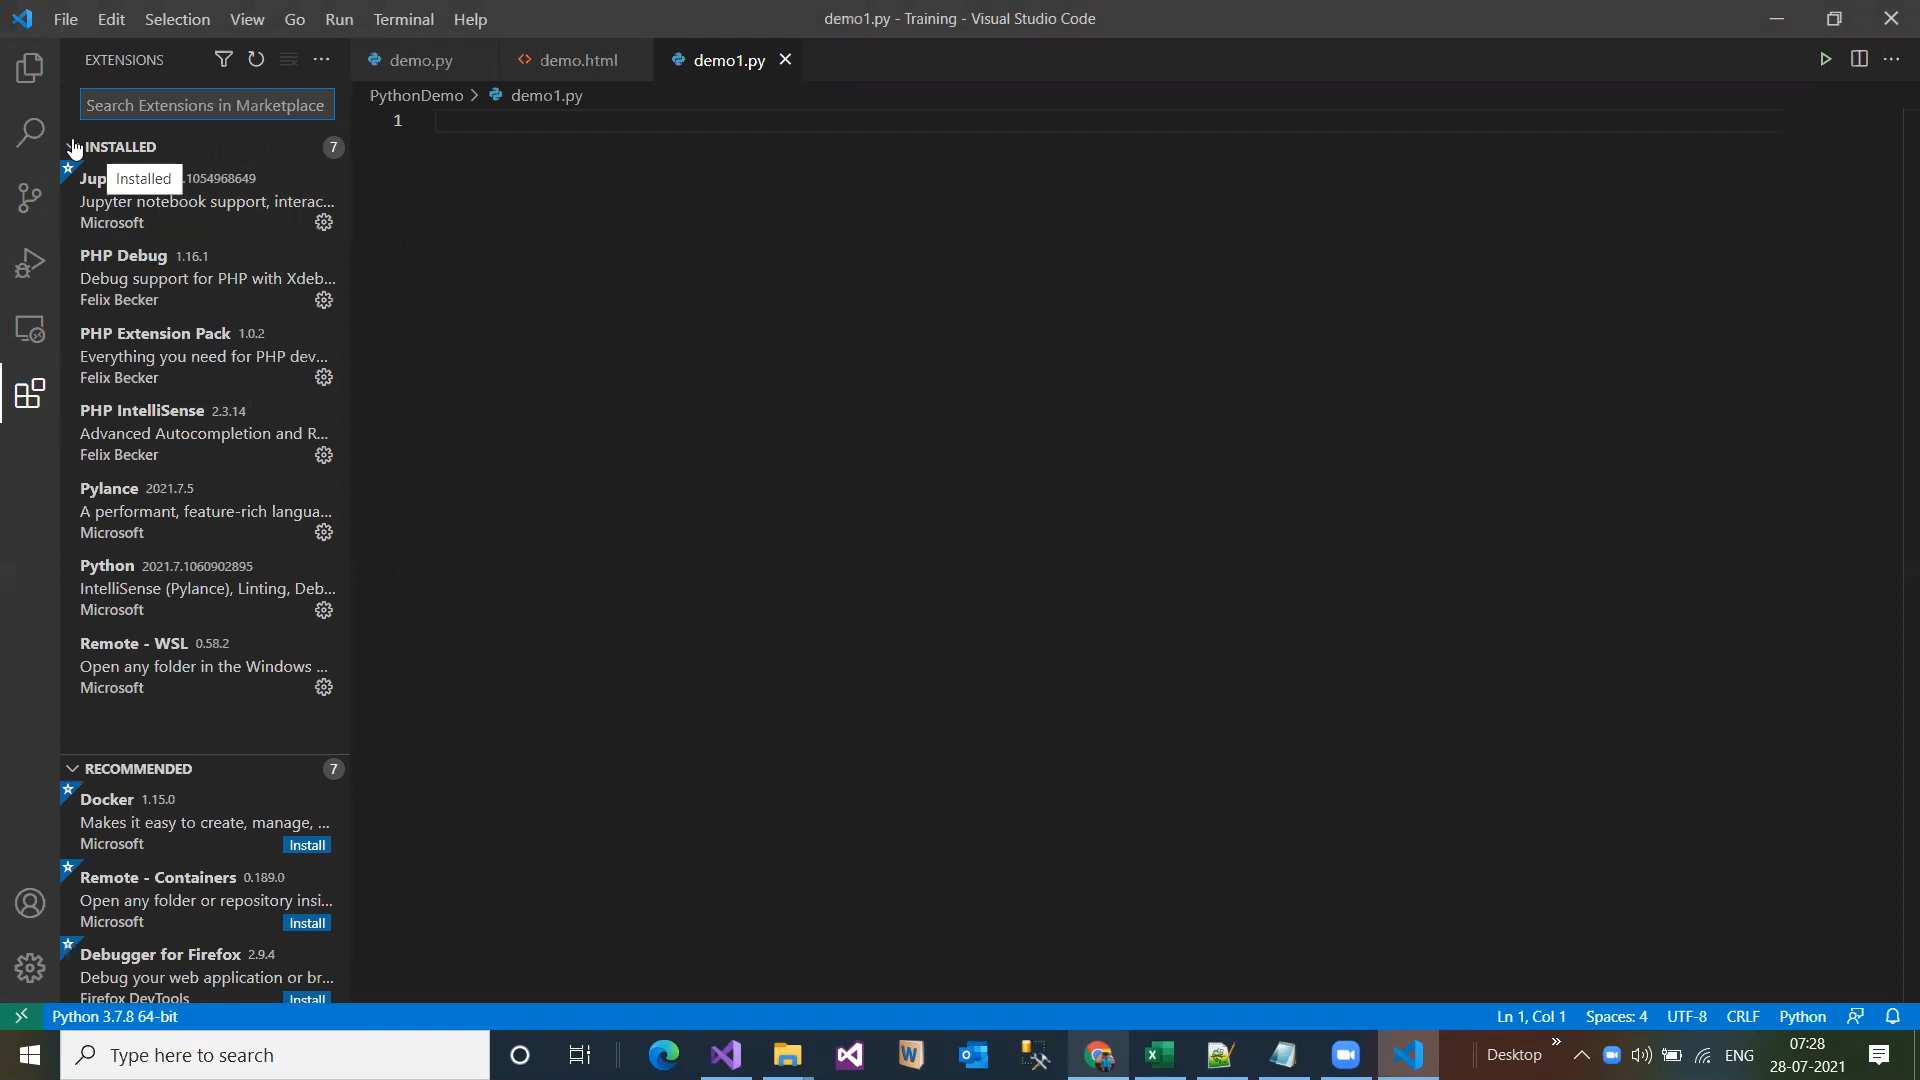 File Edit Selection View Go Run Terminal Help
demo1.py - Training - Visual Studio Code
EXTENSIONS
demo.py
demo.html
demo1.py
Search Extensions in Marketplace
PythonDemo > demo1.py
1
INSTALLED 7
Installed
Jup .1054968649
Jupyter notebook support, interac...
Microsoft
PHP Debug 1.16.1
Debug support for PHP with Xdeb...
Felix Becker
PHP Extension Pack 1.0.2
Everything you need for PHP dev...
Felix Becker
PHP IntelliSense 2.3.14
Advanced Autocompletion and R...
Felix Becker
Pylance 2021.7.5
A performant, feature-rich langua...
Microsoft
Python 2021.7.1060902895
IntelliSense (Pylance), Linting, Deb...
Microsoft
Remote - WSL 0.58.2
Open any folder in the Windows ...
Microsoft
RECOMMENDED 7
Docker 1.15.0
Makes it easy to create, manage, ...
Microsoft Install
Remote - Containers 0.189.0
Open any folder or repository insi...
Microsoft Install
Debugger for Firefox 2.9.4
Debug your web application or br...
Firefox DevTools Install
Python 3.7.8 64-bit
Ln 1, Col 1 Spaces: 4 UTF-8 CRLF Python
Type here to search
Desktop
ENG
07:28
28-07-2021